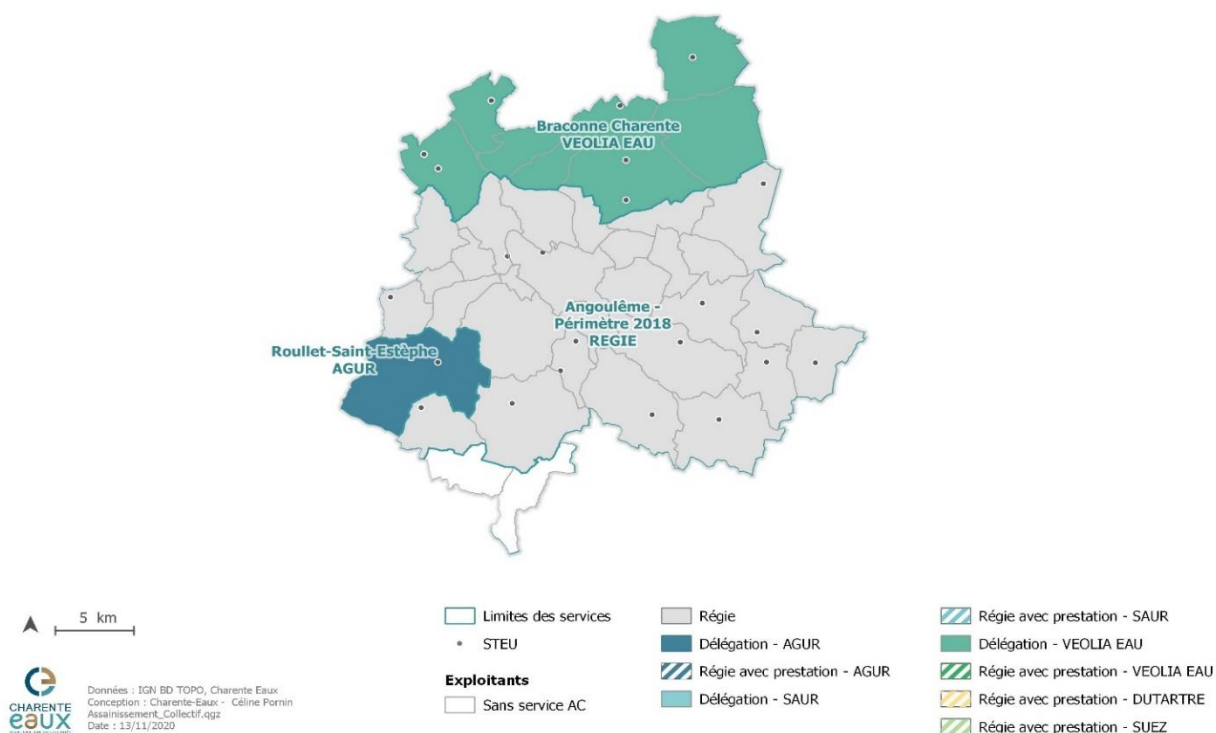 Braconne Charente
VEOLIA EAU
Angoulême -
Périmètre 2018
REGIE
Roullet-Saint-Estèphe
AGUR
5 km
Limites des services
STEU
Exploitants
Sans service AC
Régie
Délégation - AGUR
Régie avec prestation - AGUR
Délégation - SAUR
Régie avec prestation - SAUR
Délégation - VEOLIA EAU
Régie avec prestation - VEOLIA EAU
Régie avec prestation - DUTARTRE
Régie avec prestation - SUEZ
CHARENTE
eaux
Données : IGN BD TOPO, Charente Eaux
Conception : Charente-Eaux - Céline Pornin
Assainissement_Collectif.qgz
Date : 13/11/2020